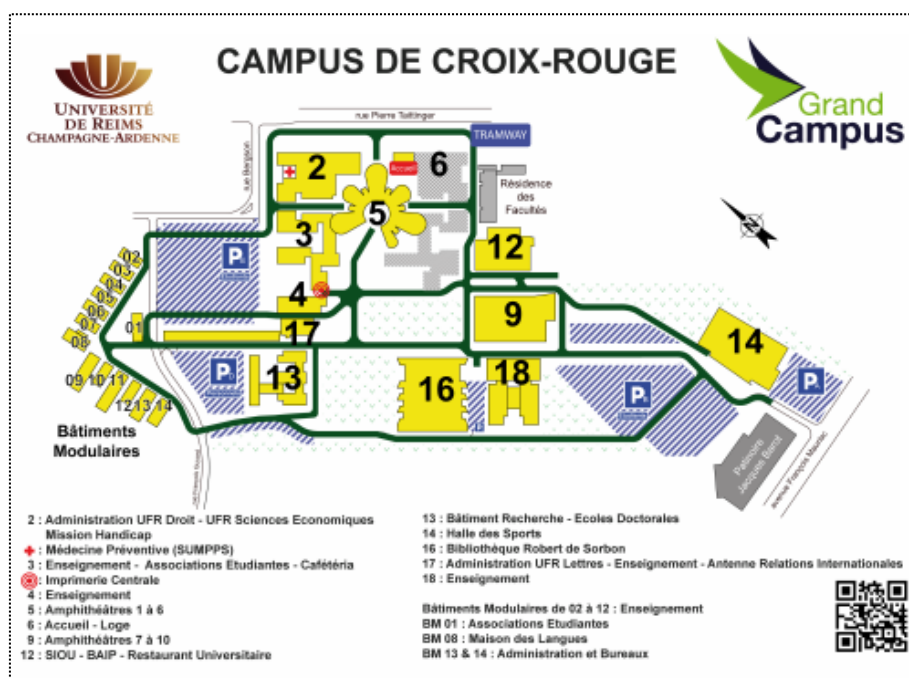 CAMPUS DE CROIX-ROUGE
UNIVERSITÉ
DE REIMS
CHAMPAGNE-ARDENNE
Grand
Campus
rue Pierre Taittinger
TRAMWAY
rue Bergson
Accueil
2
6
Résidence
des
Facultés
5
3
12
P
4
9
17
14
02
03
04
05
06
07
08
01
P
13
16
18
P
P
09 10 11
12 13 14
Bâtiments
Modulaires
Patinoire
Jacques Barot
avenue François Mauriac
N
2 : Administration UFR Droit - UFR Sciences Economiques
Mission Handicap
: Médecine Préventive (SUMPPS)
3 : Enseignement - Associations Etudiantes - Cafétéria
: Imprimerie Centrale
4 : Enseignement
5 : Amphithéâtres 1 à 6
6 : Accueil - Loge
9 : Amphithéâtres 7 à 10
12 : SIOU - BAIP - Restaurant Universitaire
13 : Bâtiment Recherche - Ecoles Doctorales
14 : Halle des Sports
16 : Bibliothèque Robert de Sorbon
17 : Administration UFR Lettres - Enseignement - Antenne Relations Internationales
18 : Enseignement
Bâtiments Modulaires de 02 à 12 : Enseignement
BM 01 : Associations Etudiantes
BM 08 : Maison des Langues
BM 13 & 14 : Administration et Bureaux